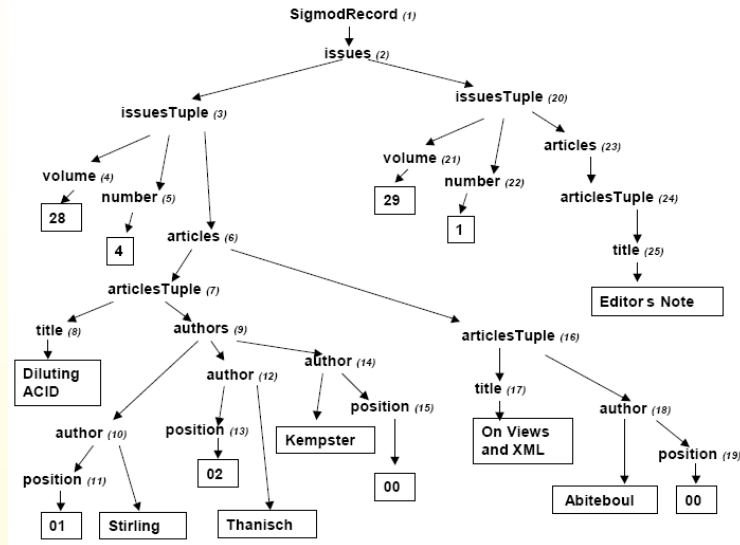 SigmodRecord (1)
issues (2)
issuesTuple (3)
issuesTuple (20)
volume (4)
number (5)
28
4
articles (6)
volume (21)
number (22)
29
1
articles (23)
articlesTuple (24)
title (25)
Editor s Note
articlesTuple (7)
title (8)
Diluting
ACID
authors (9)
author (10)
position (11)
01
Stirling
author (12)
position (13)
02
Thanisch
author (14)
position (15)
Kempster
00
articlesTuple (16)
title (17)
On Views
and XML
author (18)
position (19)
Abiteboul
00